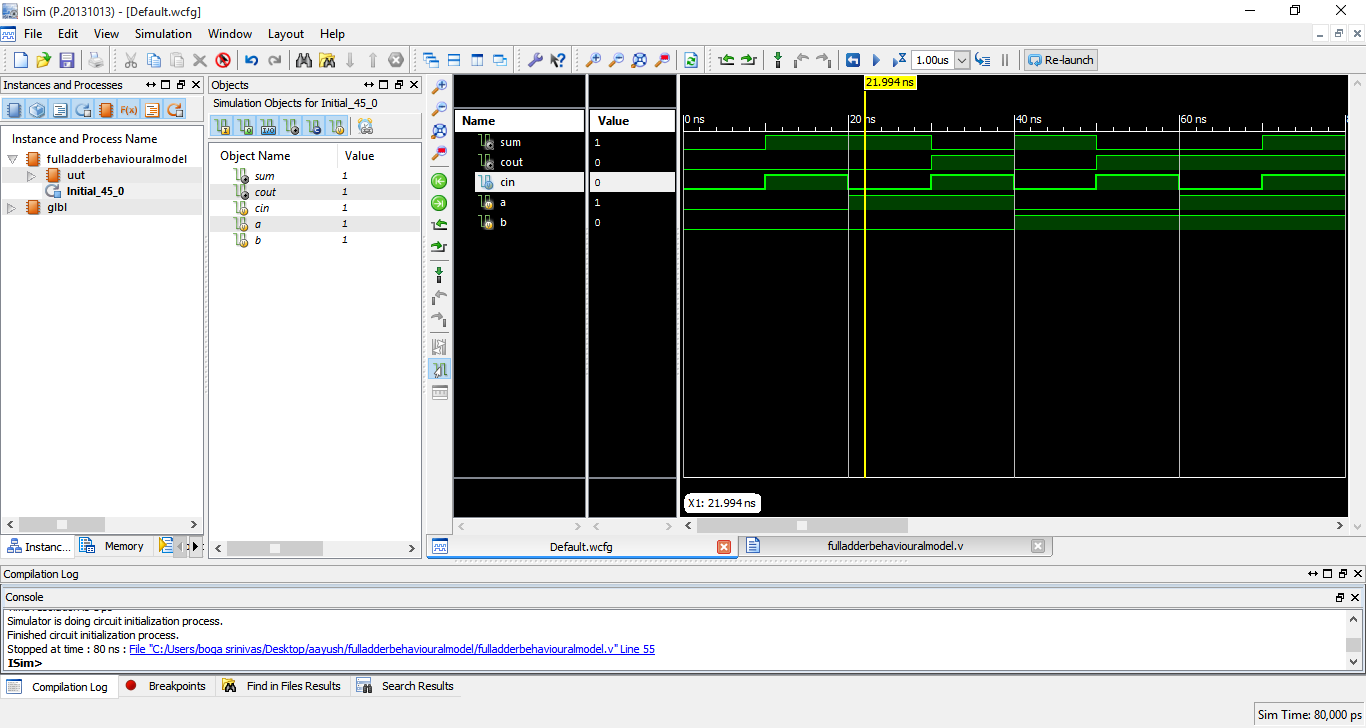 ISim (P.20131013) - [Default.wcfg]
File Edit View Simulation Window Layout Help
1.00us Re-launch
Instances and Processes
Objects
Simulation Objects for Initial_45_0
Instance and Process Name
fulladderbehaviouralmodel
uut
Initial_45_0
glbl
Object Name Value
sum 1
cout 1
cin 1
a 1
b 1
Name Value
sum 1
cout 0
cin 0
a 1
b 0
21.994 ns
0 ns 20 ns 40 ns 60 ns
X1: 21.994 ns
Instanc... Memory
Default.wcfg fulladderbehaviouralmodel.v
Compilation Log
Console
Simulator is doing circuit initialization process.
Finished circuit initialization process.
Stopped at time : 80 ns : File "C:/Users/boga srinivas/Desktop/aayush/fulladderbehaviouralmodel/fulladderbehaviouralmodel.v" Line 55
ISim>
Compilation Log Breakpoints Find in Files Results Search Results
Sim Time: 80,000 ps